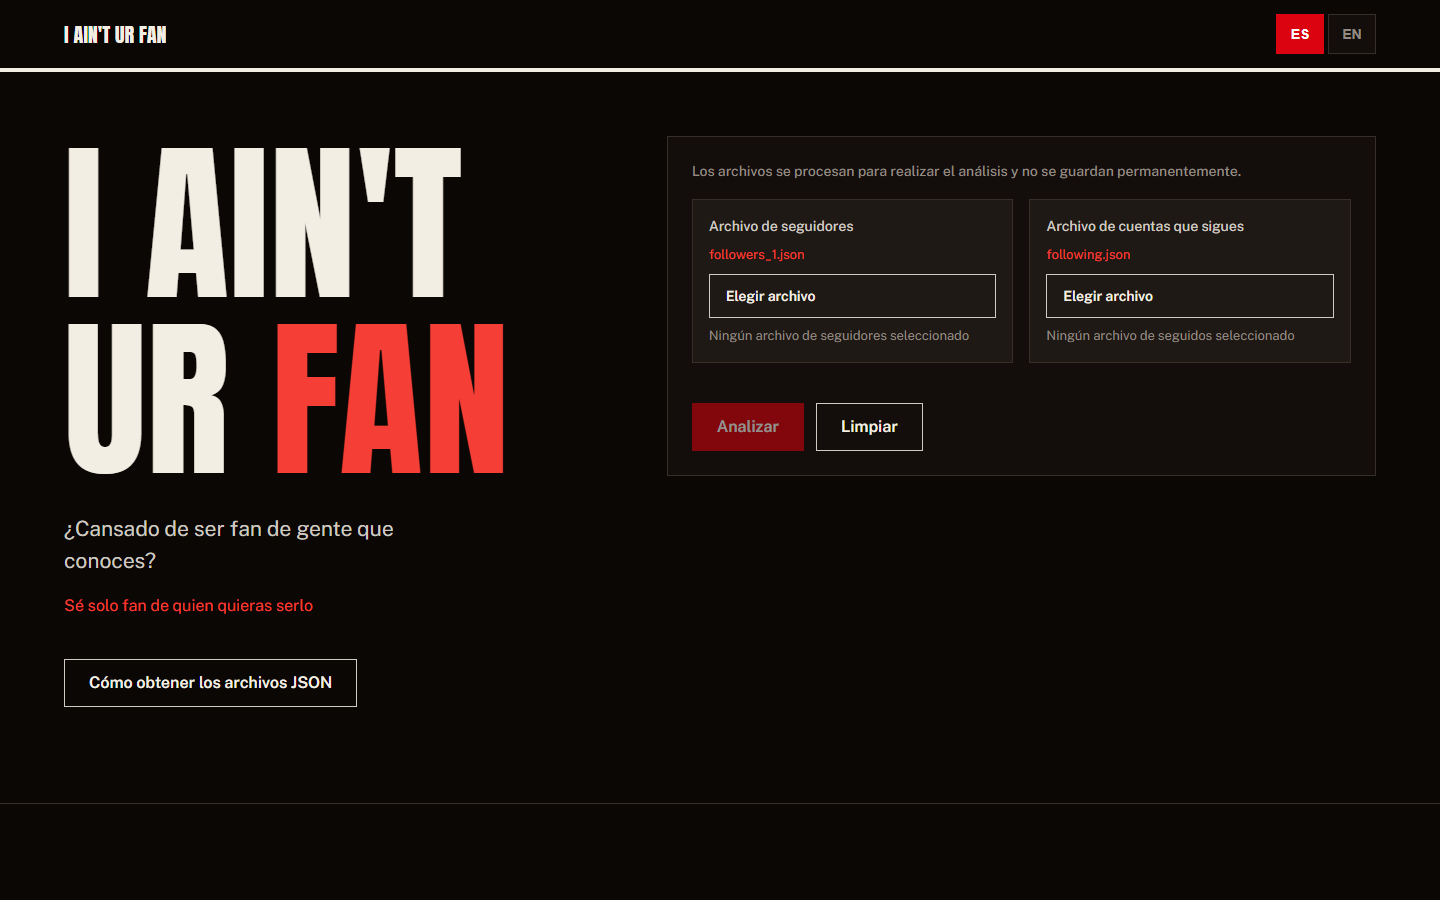 I AIN'T UR FAN
ES
EN
I AIN'T
UR FAN
¿Cansado de ser fan de gente que
conoces?
Sé solo fan de quien quieras serlo
Cómo obtener los archivos JSON
Los archivos se procesan para realizar el análisis y no se guardan permanentemente.
Archivo de seguidores
followers_1.json
Elegir archivo
Ningún archivo de seguidores seleccionado
Archivo de cuentas que sigues
following.json
Elegir archivo
Ningún archivo de seguidos seleccionado
Analizar
Limpiar